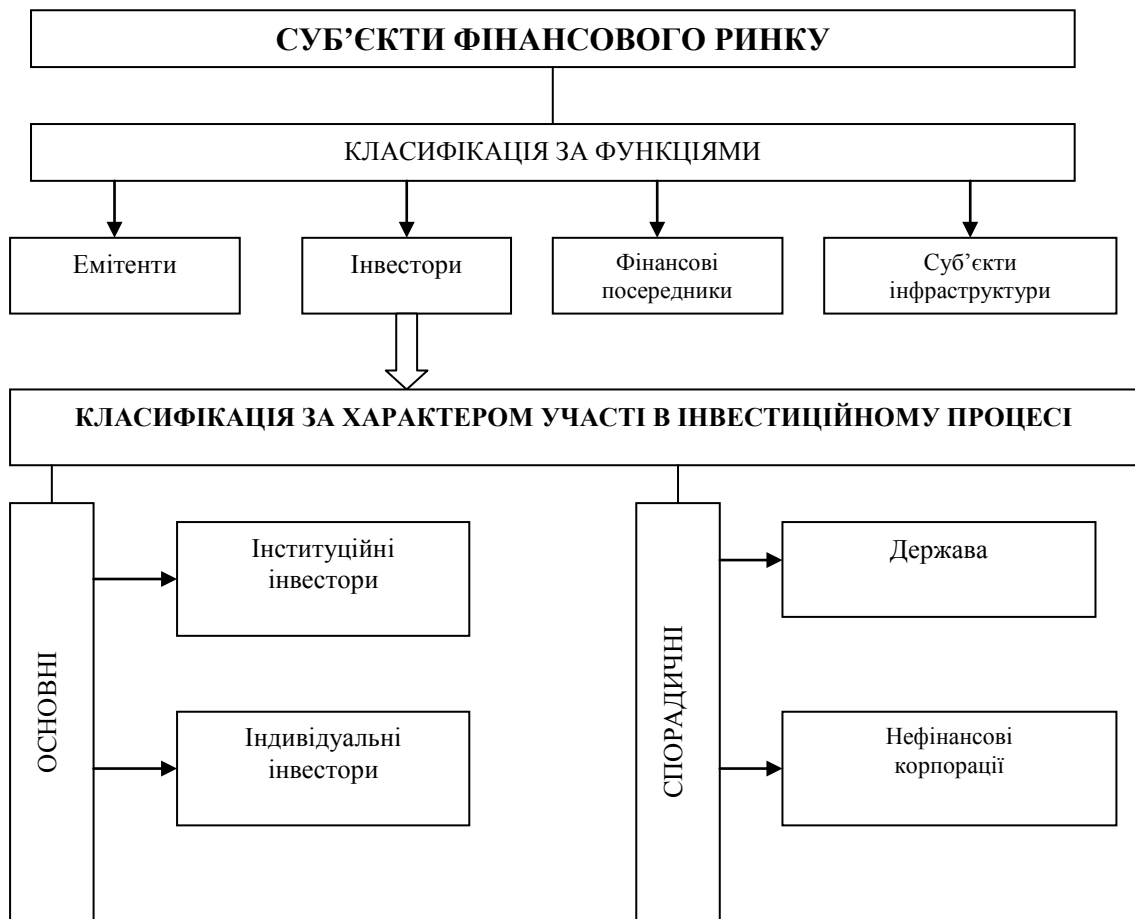 СУБ’ЄКТИ ФІНАНСОВОГО РИНКУ
КЛАСИФІКАЦІЯ ЗА ФУНКЦІЯМИ
Емітенти
Інвестори
Фінансові
посередники
Суб’єкти
інфраструктури
КЛАСИФІКАЦІЯ ЗА ХАРАКТЕРОМ УЧАСТІ В ІНВЕСТИЦІЙНОМУ ПРОЦЕСІ
ОСНОВНІ
Інституційні
інвестори
Індивідуальні
інвестори
СПОРАДИЧНІ
Держава
Нефінансові
корпорації